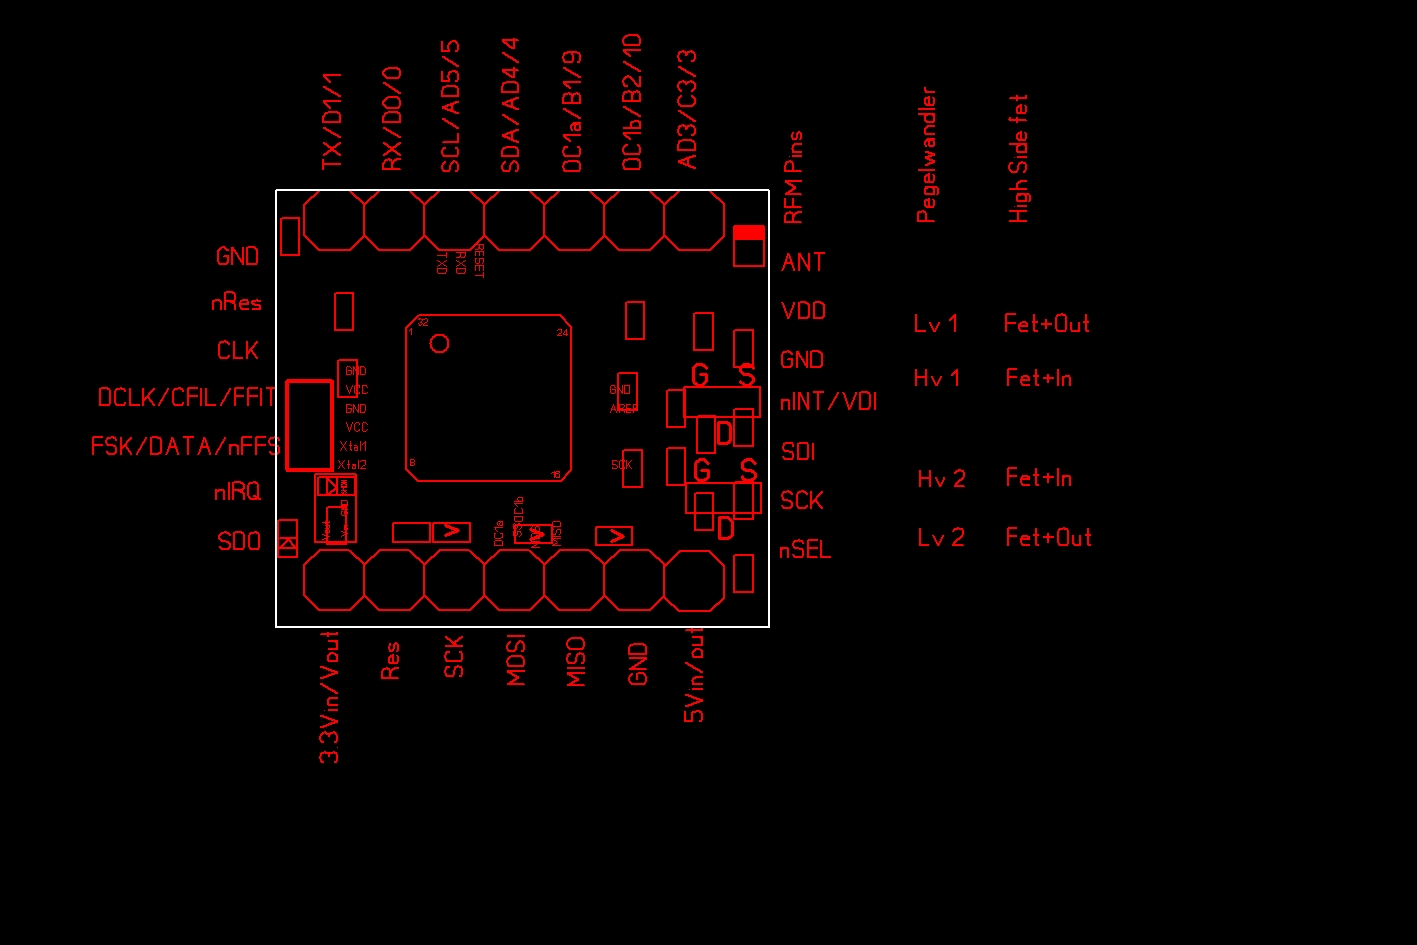 TX/D1/1
RX/D0/0
SCL/AD5/5
SDA/AD4/4
OC1a/B1/9
OC1b/B2/10
AD3/C3/3
RFM Pins
Pegelwandler
High Side fet
GND
nRes
CLK
DCLK/CFIL/FFIT
FSK/DATA/nFFS
nIRQ
SDO
TXD
RXD
RESET
32
1
24
8
16
GND
VCC
GND
VCC
Xtal1
Xtal2
GND
AREF
SCK
G S
D
G S
D
Vout
GND
OC1a
SSOC1b
MISO
ANT
VDD
GND
nINT/VDI
SDI
SCK
nSEL
Lv 1 Fet+Out
Hv 1 Fet+In
Hv 2 Fet+In
Lv 2 Fet+Out
3.3Vin/Vout
Res
SCK
MOSI
MISO
GND
5Vin/out